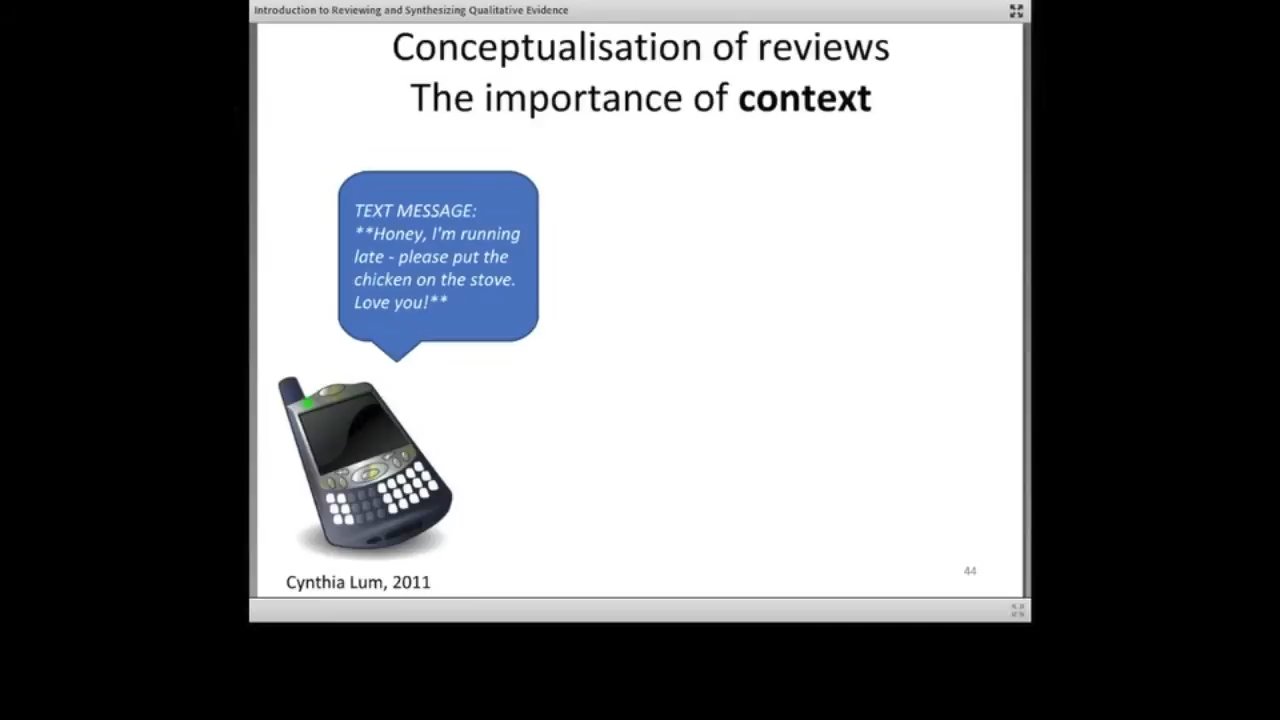 Introduction to Reviewing and Synthesizing Qualitative Evidence
Conceptualisation of reviews
The importance of context
TEXT MESSAGE:
**Honey, I'm running
late - please put the
chicken on the stove.
Love you!**
Cynthia Lum, 2011
44